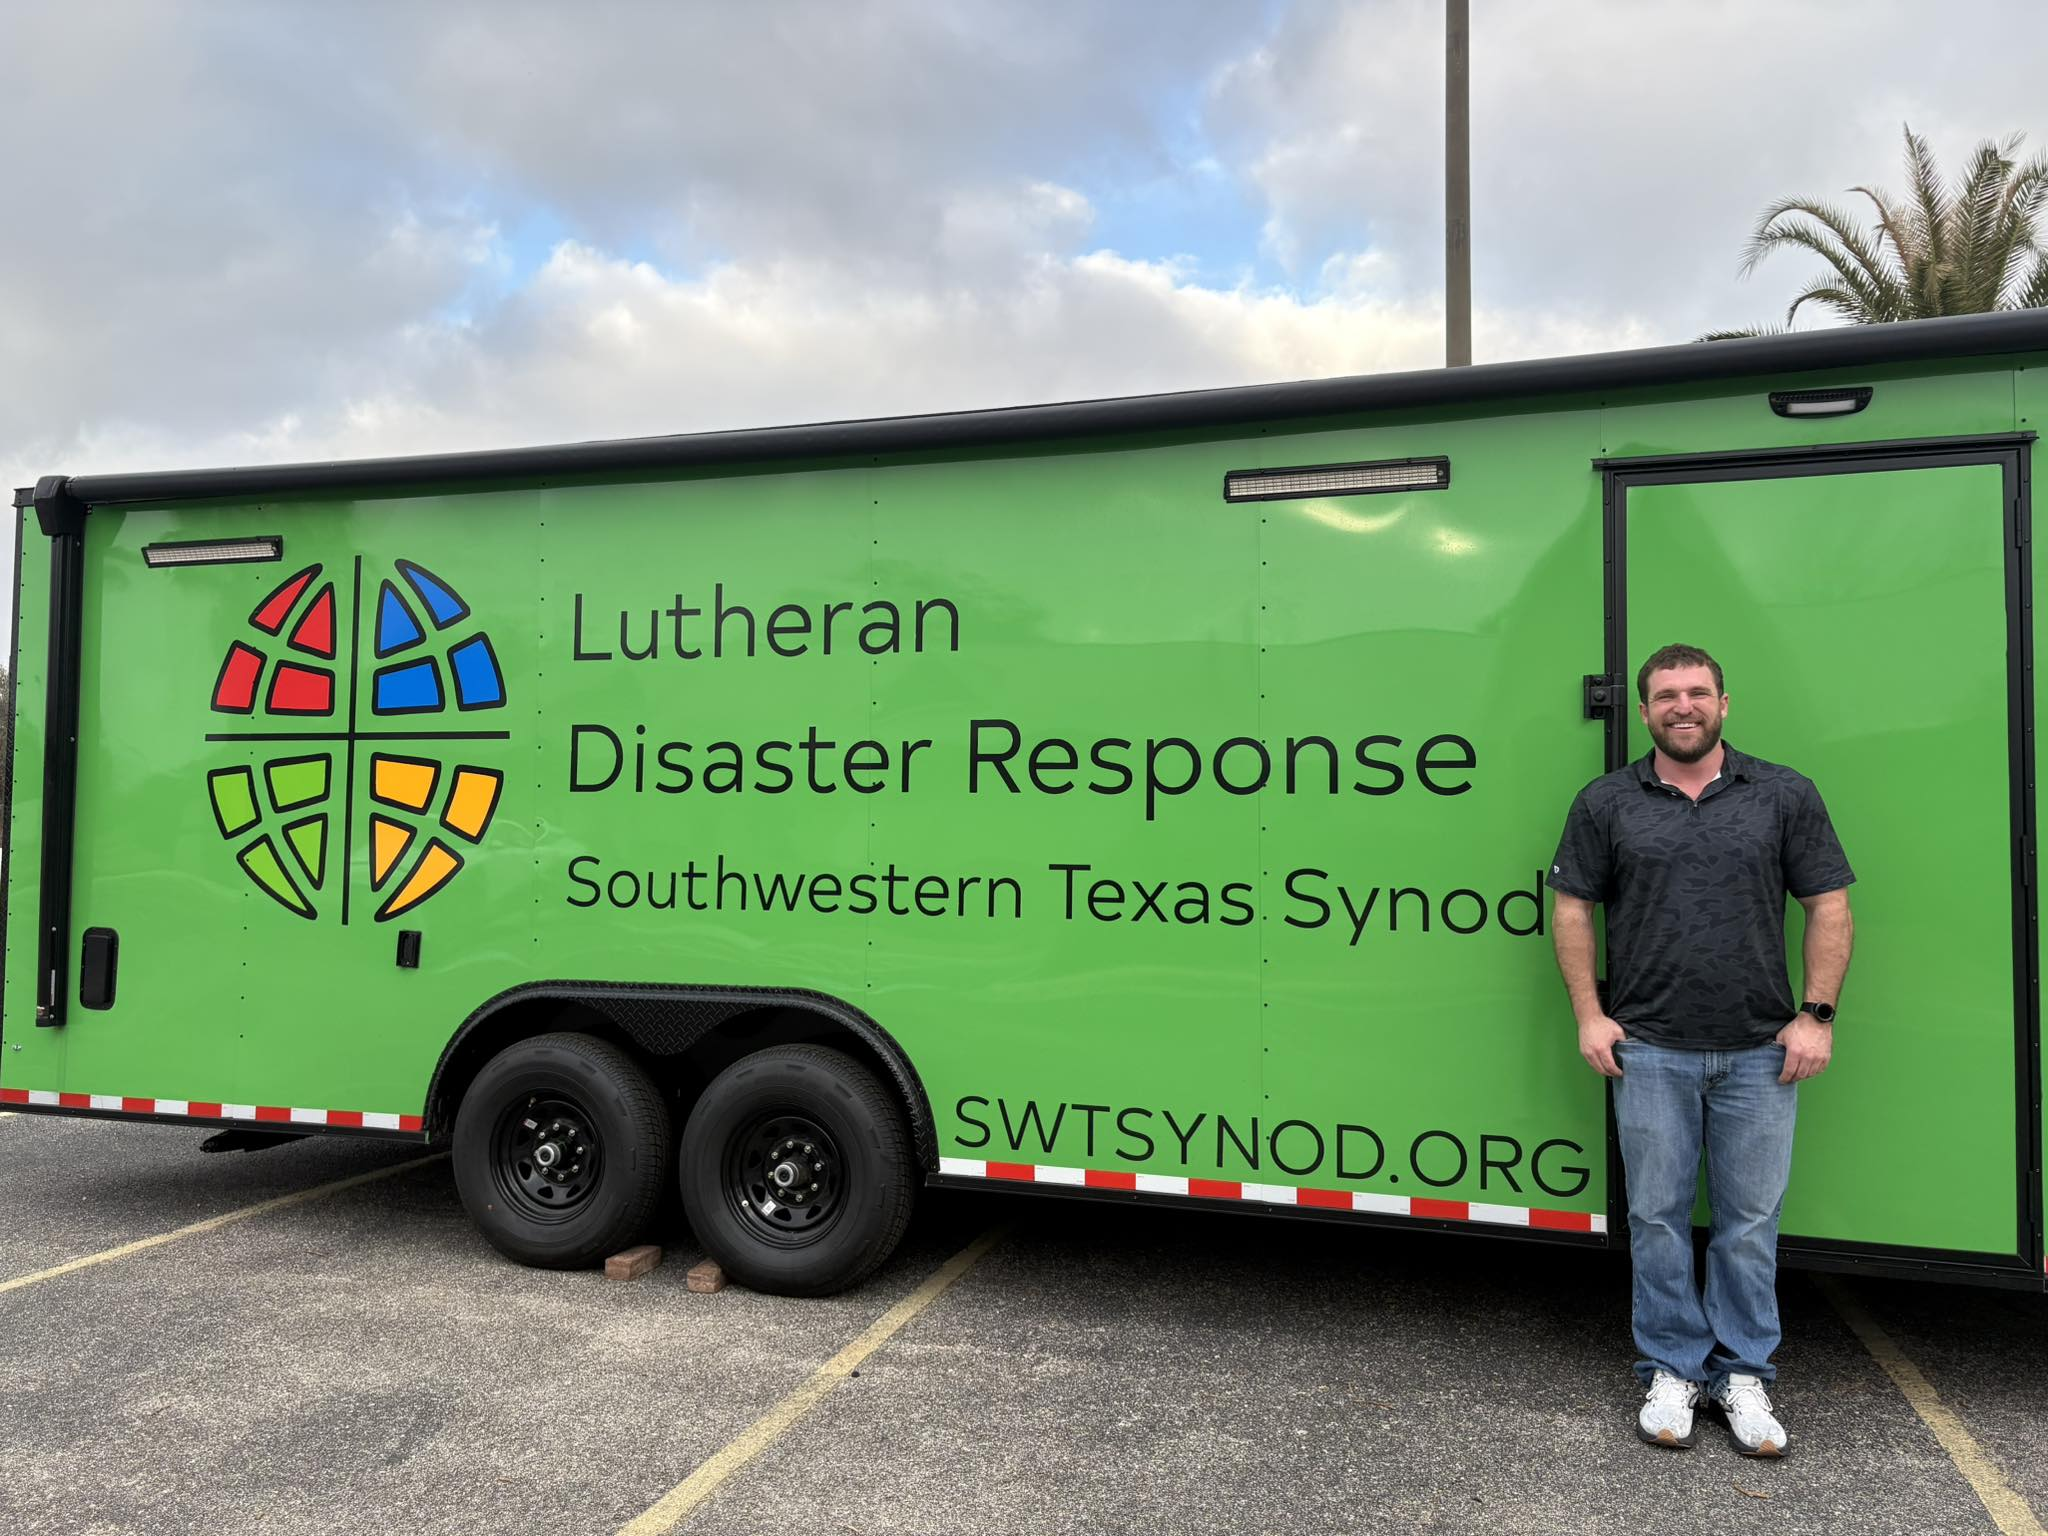 Lutheran
Disaster Response
Southwestern Texas Synod
SWTSYNOD.ORG